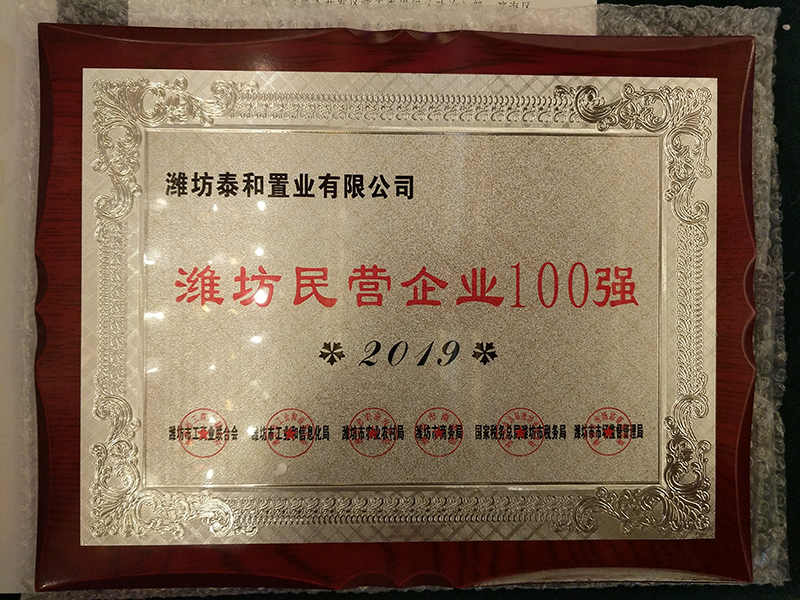 潍坊泰和置业有限公司
潍坊民营企业100强
2019
潍坊市工商业联合会 潍坊市工业和信息化局 潍坊市农业农村局 潍坊市商务局 国家税务总局潍坊市税务局 潍坊市市场监督管理局